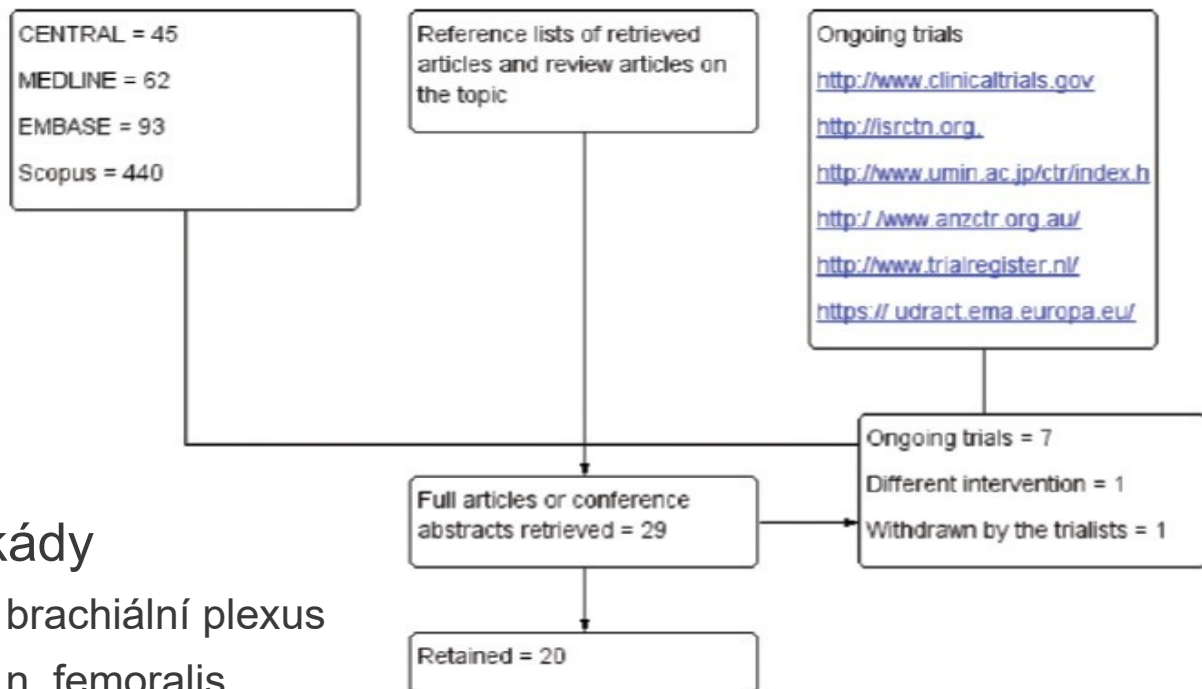 CENTRAL = 45
MEDLINE = 62
EMBASE = 93
Scopus = 440
Reference lists of retrieved
articles and review articles on
the topic
Ongoing trials
http://www.clinicaltrials.gov
http://isrctn.org.
http://www.umin.ac.jp/ctr/index.h
http:/ /www.anzctr.org.au/
http://www.trialregister.nl/
https:// udract.ema.europa.eu/
Ongoing trials = 7
Different intervention = 1
Withdrawn by the trialists = 1
Full articles or conference
abstracts retrieved = 29
Retained = 20
kády
brachiální plexus
n. femoralis